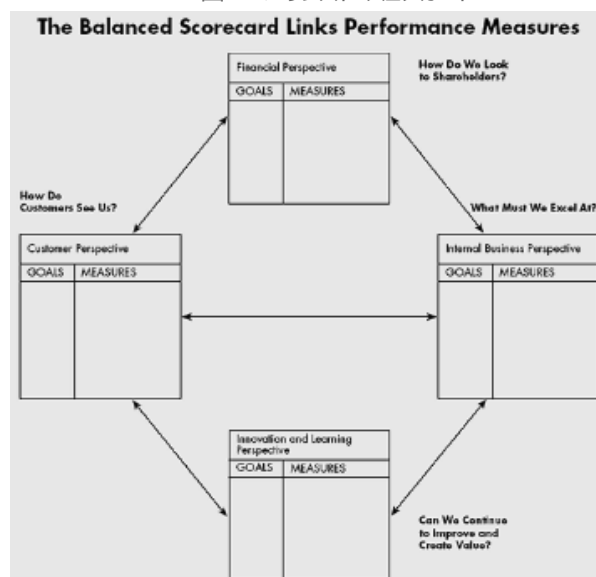 The Balanced Scorecard Links Performance Measures
Financial Perspective
GOALS MEASURES
How Do We Look
to Shareholders?
How Do
Customers See Us?
What Must We Excel At?
Customer Perspective
GOALS MEASURES
Internal Business Perspective
GOALS MEASURES
Innovation and Learning
Perspective
GOALS MEASURES
Can We Continue
to Improve and
Create Value?